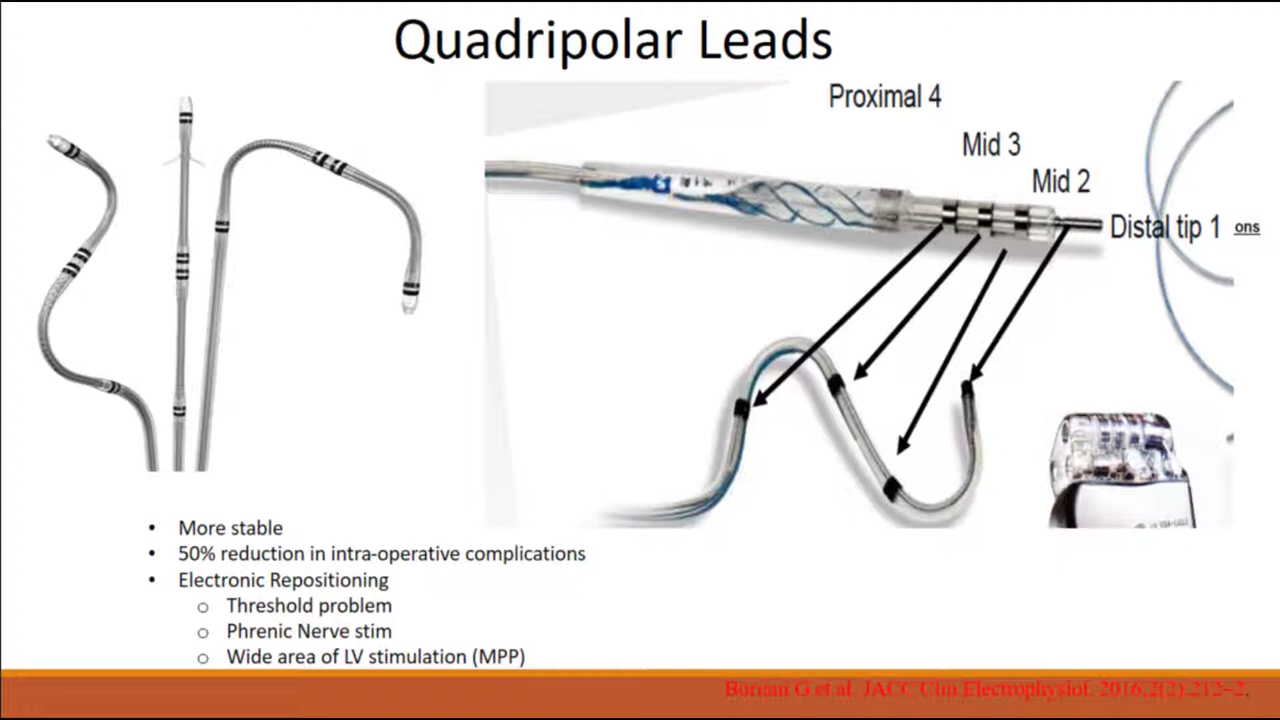 Quadripolar Leads
Proximal 4
Mid 3
Mid 2
Distal tip 1
ons
• More stable
• 50% reduction in intra-operative complications
• Electronic Repositioning
o Threshold problem
o Phrenic Nerve stim
o Wide area of LV stimulation (MPP)
G et al. JACC Clin Electrophysiol. 2016;2(2):212–2.